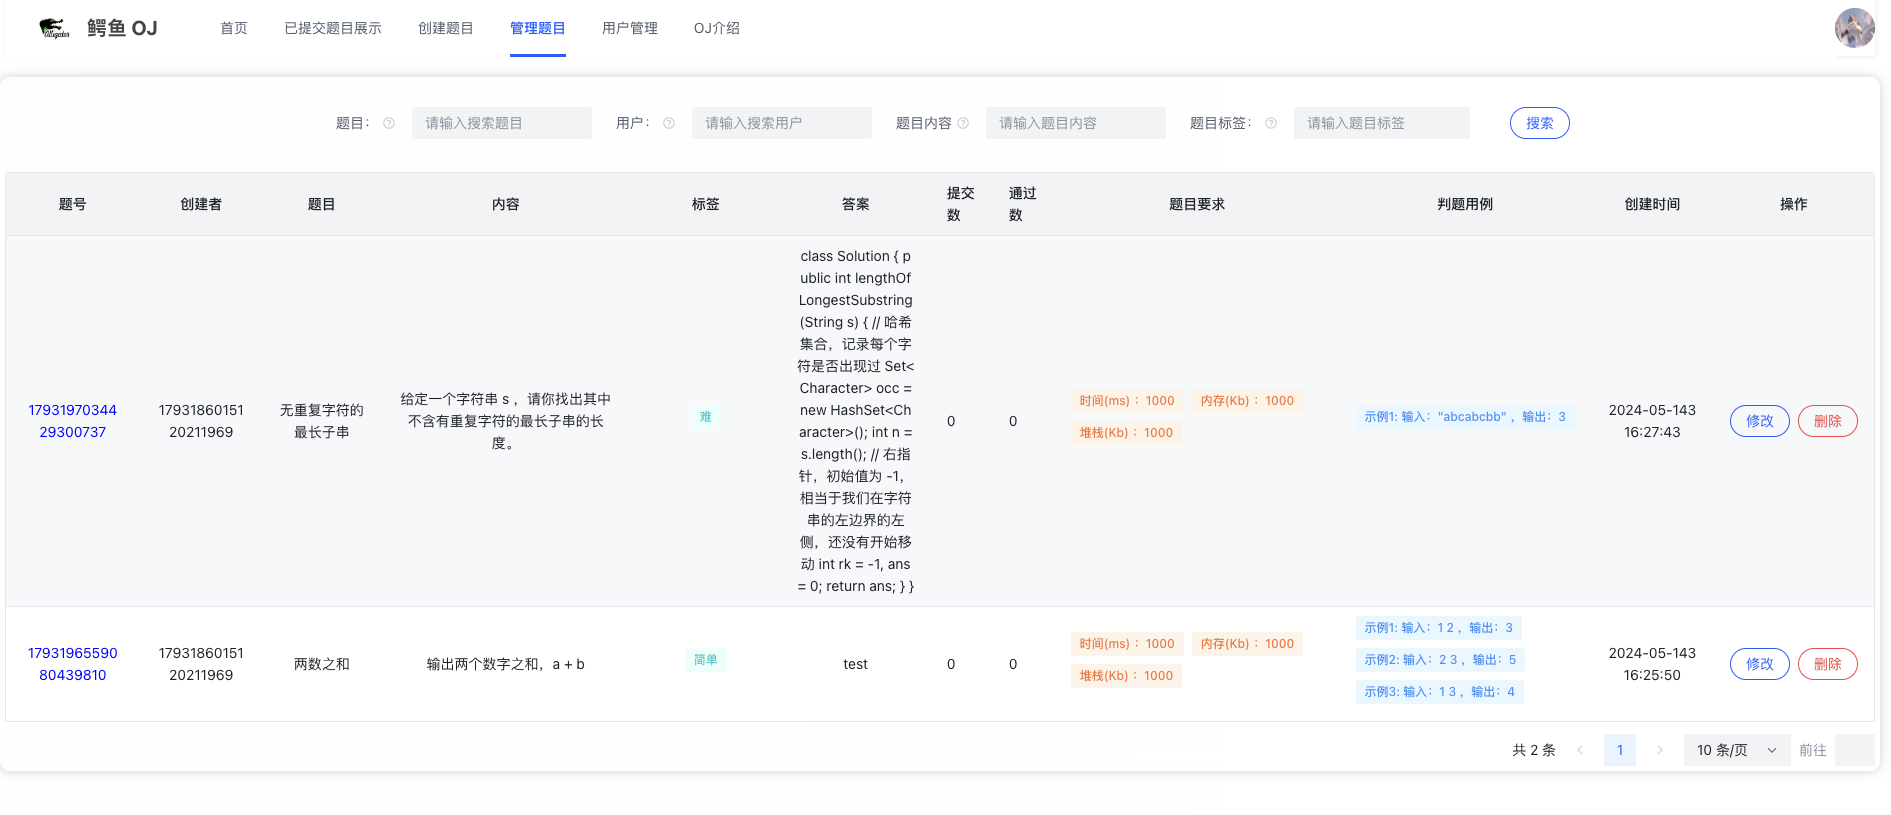 Alligator
鳄鱼 OJ
首页
已提交题目展示
创建题目
管理题目
用户管理
OJ介绍
题目：
请输入搜索题目
用户：
请输入搜索用户
题目内容
请输入题目内容
题目标签：
请输入题目标签
搜索
题号
创建者
题目
内容
标签
答案
提交
数
通过
数
题目要求
判题用例
创建时间
操作
17931970344
29300737
17931860151
20211969
无重复字符的
最长子串
给定一个字符串 s ，请你找出其中
不含有重复字符的最长子串的长
度。
难
class Solution { p
ublic int lengthOf
LongestSubstring
(String s) { // 哈希
集合，记录每个字
符是否出现过 Set<
Character> occ =
new HashSet<Ch
aracter>(); int n =
s.length(); // 右指
针，初始值为 -1，
相当于我们在字符
串的左边界的左
侧，还没有开始移
动 int rk = -1, ans
= 0; return ans; } }
0
0
时间(ms) ：1000
内存(Kb) ：1000
堆栈(Kb) ：1000
示例1: 输入："abcabcbb" ，输出：3
2024-05-143
16:27:43
修改
删除
17931965590
80439810
17931860151
20211969
两数之和
输出两个数字之和，a + b
简单
test
0
0
时间(ms) ：1000
内存(Kb) ：1000
堆栈(Kb) ：1000
示例1: 输入：1 2 ，输出：3
示例2: 输入：2 3 ，输出：5
示例3: 输入：1 3 ，输出：4
2024-05-143
16:25:50
修改
删除
共 2 条
1
10 条/页
前往